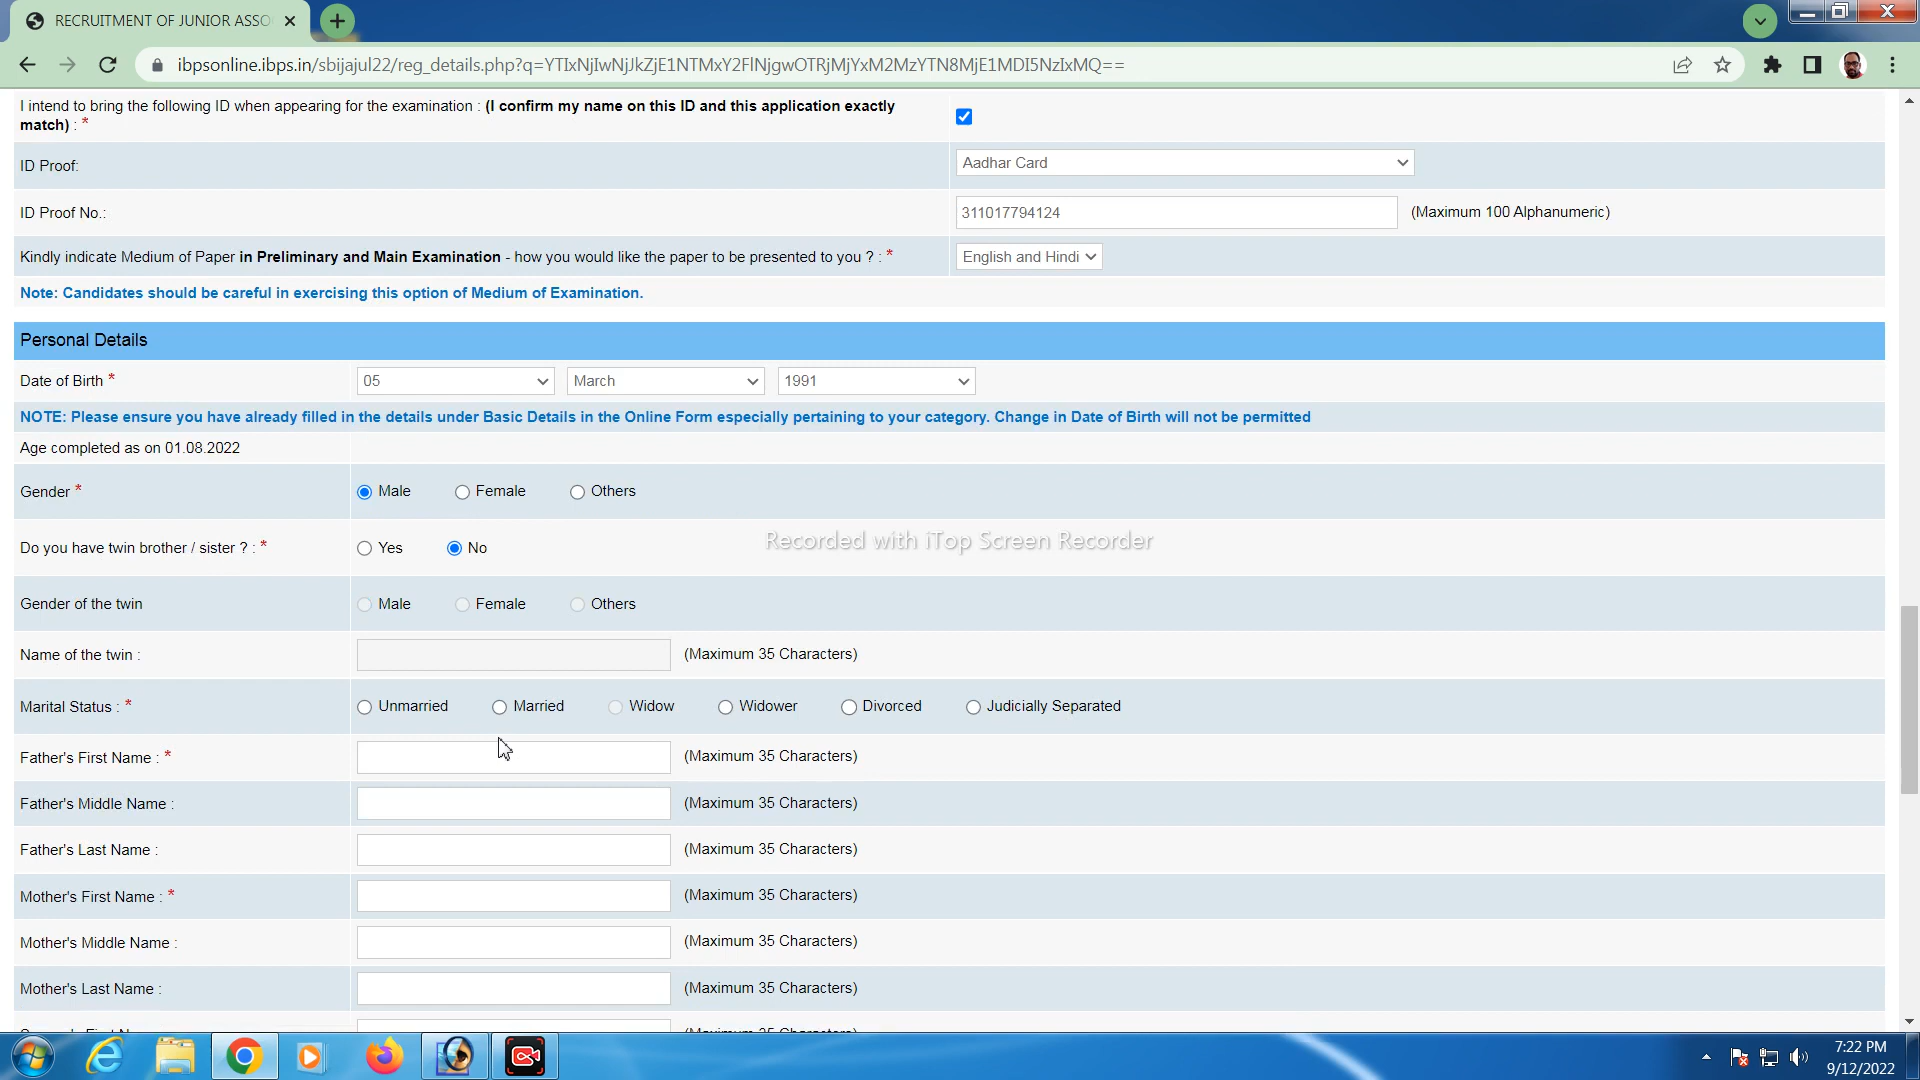 RECRUITMENT OF JUNIOR ASSO
ibpsonline.ibps.in/sbijajul22/reg_details.php?q=YTIxNjIwNjJkZjE1NTMxY2FlNjgwOTRjMjYxM2MzYTN8MjE1MDI5NzIxMQ==
I intend to bring the following ID when appearing for the examination : (I confirm my name on this ID and this application exactly
match) : *
ID Proof: Aadhar Card
ID Proof No.: 311017794124 (Maximum 100 Alphanumeric)
Kindly indicate Medium of Paper in Preliminary and Main Examination - how you would like the paper to be presented to you ? : * English and Hindi
Note: Candidates should be careful in exercising this option of Medium of Examination.
Personal Details
Date of Birth * 05 March 1991
NOTE: Please ensure you have already filled in the details under Basic Details in the Online Form especially pertaining to your category. Change in Date of Birth will not be permitted
Age completed as on 01.08.2022
Gender * Male Female Others
Recorded with iTop Screen Recorder
Do you have twin brother / sister ? : * Yes No
Gender of the twin Male Female Others
Name of the twin : (Maximum 35 Characters)
Marital Status : * Unmarried Married Widow Widower Divorced Judicially Separated
Father's First Name : * (Maximum 35 Characters)
Father's Middle Name : (Maximum 35 Characters)
Father's Last Name : (Maximum 35 Characters)
Mother's First Name : * (Maximum 35 Characters)
Mother's Middle Name : (Maximum 35 Characters)
Mother's Last Name : (Maximum 35 Characters)
7:22 PM
9/12/2022